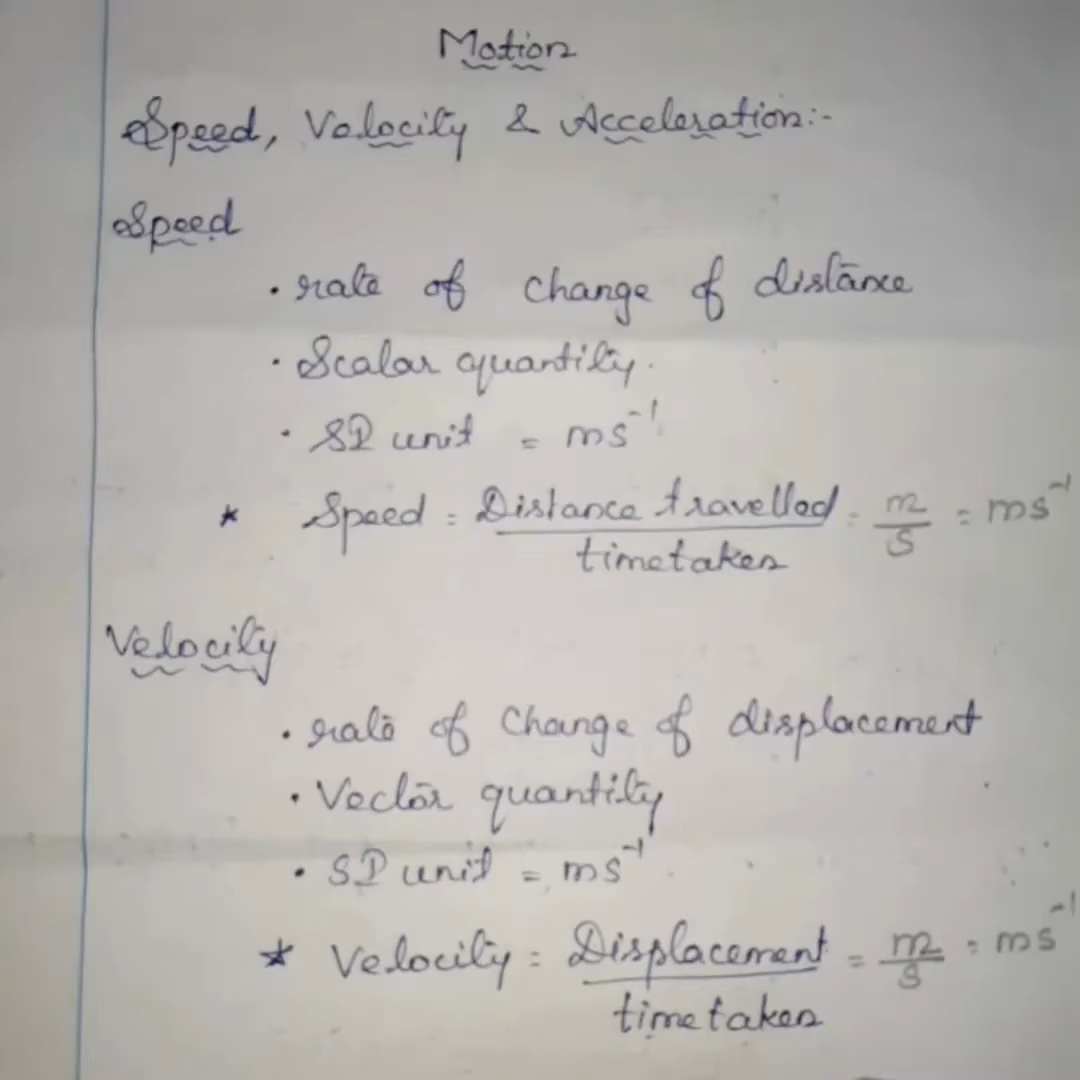 Motion
Speed, Velocity & Acceleration:-
Speed
• rate of change of distance
• Scalar quantity.
• SI unit = ms⁻¹
* Speed = Distance travelled / time taken = m/s = ms⁻¹
Velocity
• rate of change of displacement
• Vector quantity
• SI unit = ms⁻¹
* Velocity = Displacement / time taken = m/s = ms⁻¹